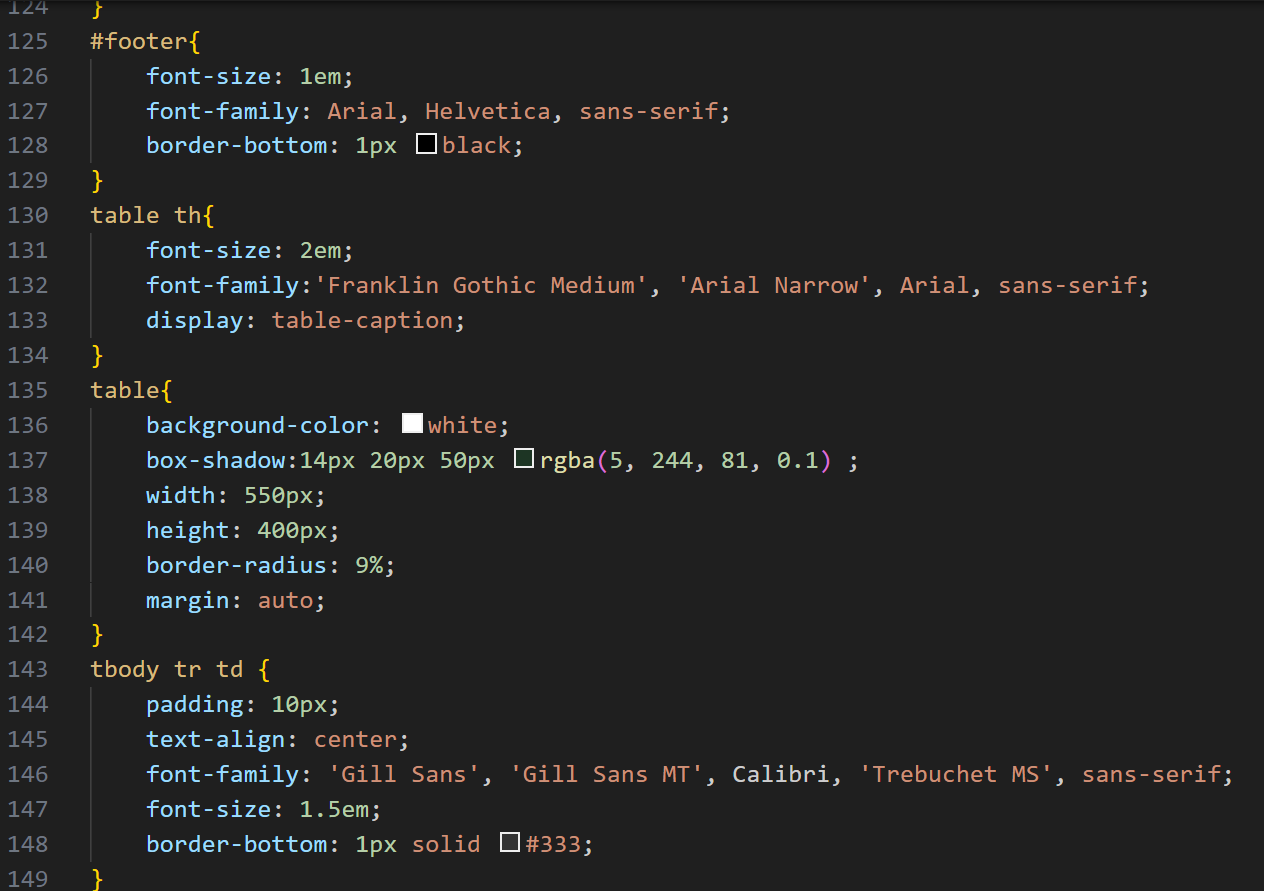 124 }
125 #footer{
126 font-size: 1em;
127 font-family: Arial, Helvetica, sans-serif;
128 border-bottom: 1px black;
129 }
130 table th{
131 font-size: 2em;
132 font-family:'Franklin Gothic Medium', 'Arial Narrow', Arial, sans-serif;
133 display: table-caption;
134 }
135 table{
136 background-color: white;
137 box-shadow:14px 20px 50px rgba(5, 244, 81, 0.1) ;
138 width: 550px;
139 height: 400px;
140 border-radius: 9%;
141 margin: auto;
142 }
143 tbody tr td {
144 padding: 10px;
145 text-align: center;
146 font-family: 'Gill Sans', 'Gill Sans MT', Calibri, 'Trebuchet MS', sans-serif;
147 font-size: 1.5em;
148 border-bottom: 1px solid #333;
149 }